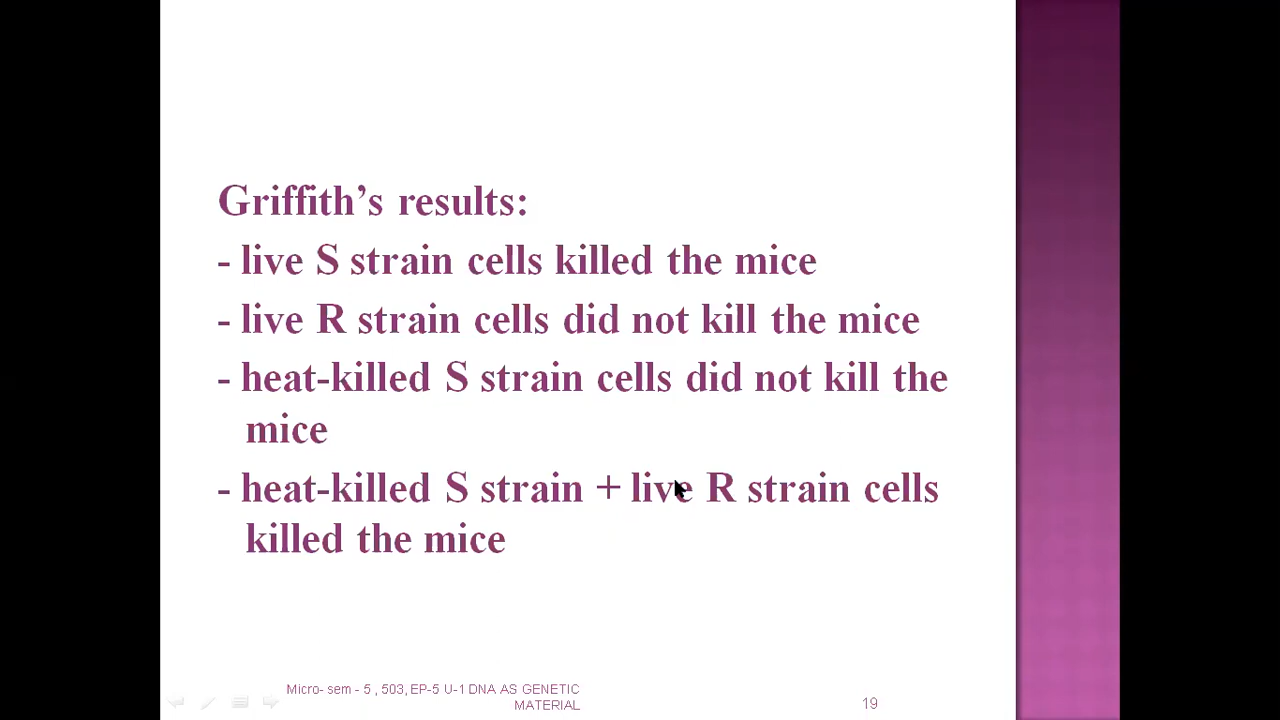 Griffith’s results:
- live S strain cells killed the mice
- live R strain cells did not kill the mice
- heat-killed S strain cells did not kill the
mice
- heat-killed S strain + live R strain cells
killed the mice
Micro- sem - 5 , 503, EP-5 U-1 DNA AS GENETIC
MATERIAL
19